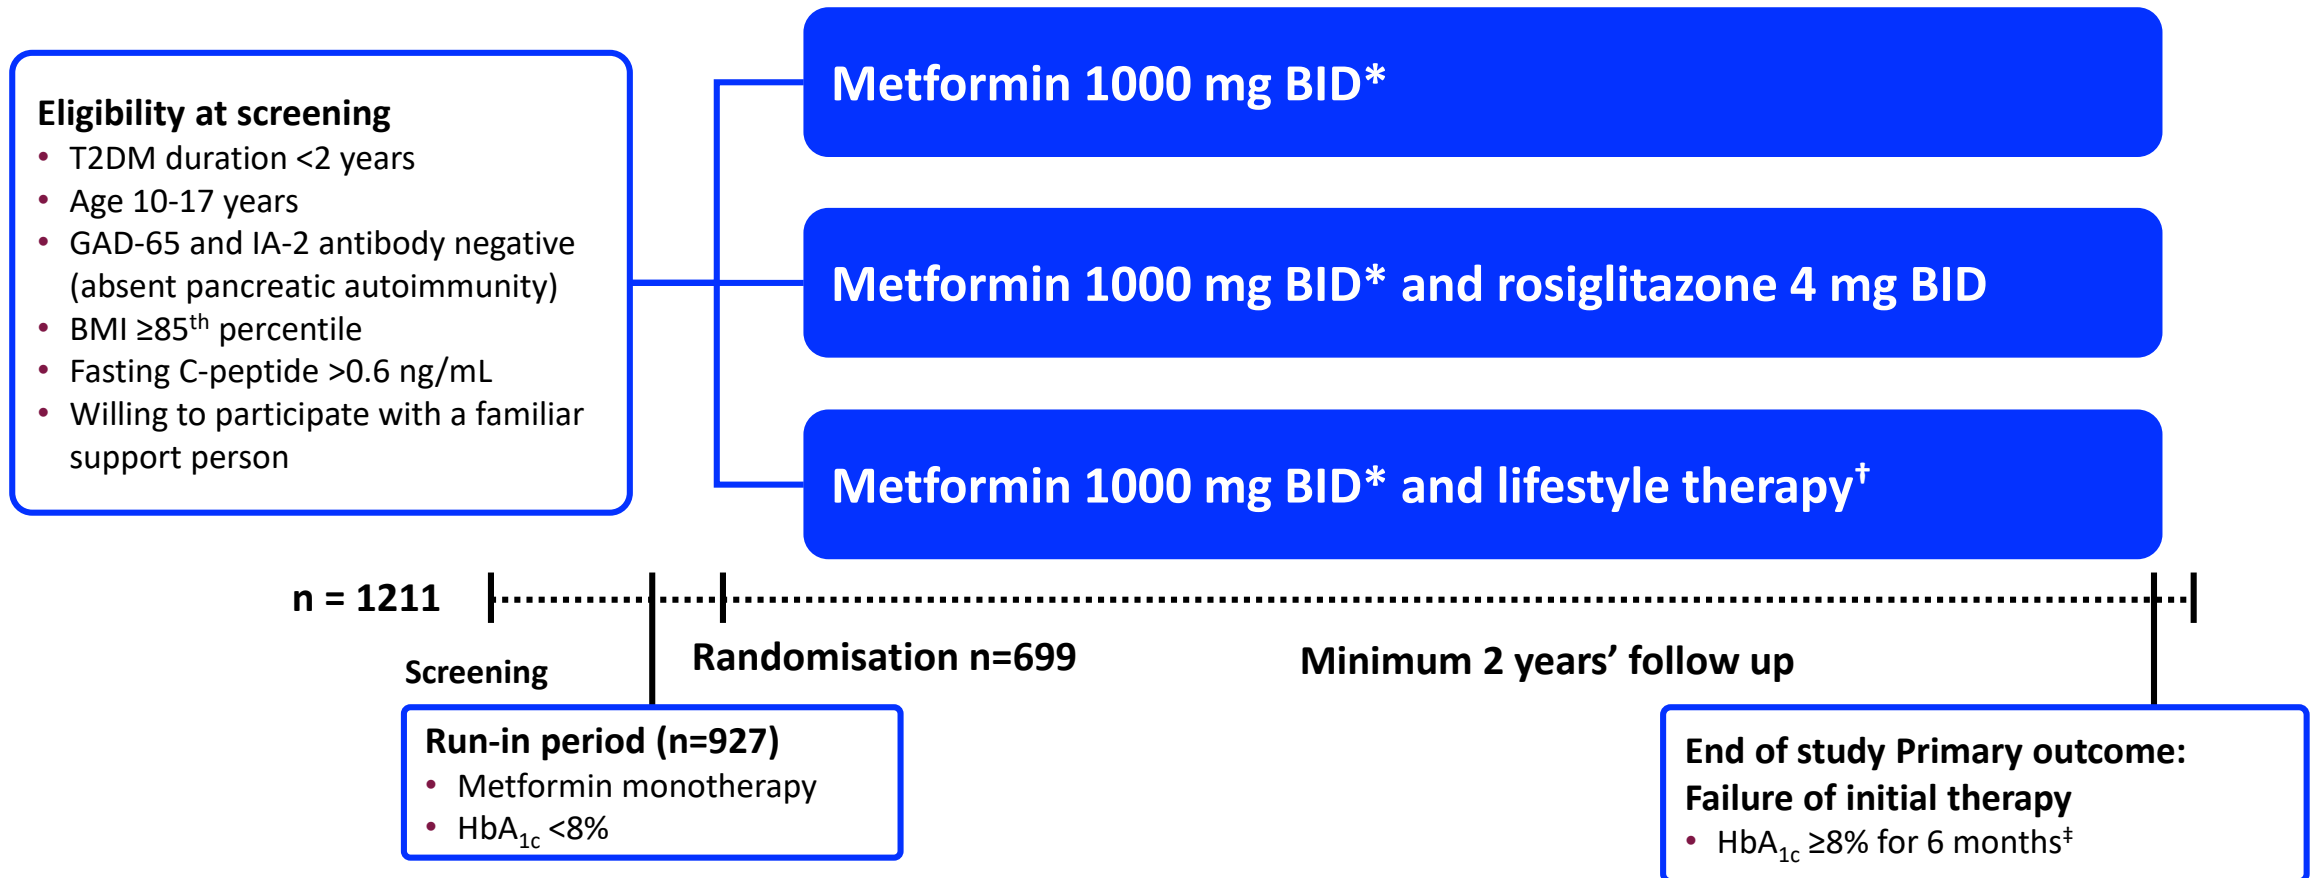 Eligibility at screening
• T2DM duration <2 years
• Age 10-17 years
• GAD-65 and IA-2 antibody negative
(absent pancreatic autoimmunity)
• BMI ≥85th percentile
• Fasting C-peptide >0.6 ng/mL
• Willing to participate with a familiar
support person
Metformin 1000 mg BID*
Metformin 1000 mg BID* and rosiglitazone 4 mg BID
Metformin 1000 mg BID* and lifestyle therapy†
n = 1211
Screening
Randomisation n=699
Minimum 2 years’ follow up
Run-in period (n=927)
• Metformin monotherapy
• HbA1c <8%
End of study Primary outcome:
Failure of initial therapy
• HbA1c ≥8% for 6 months‡